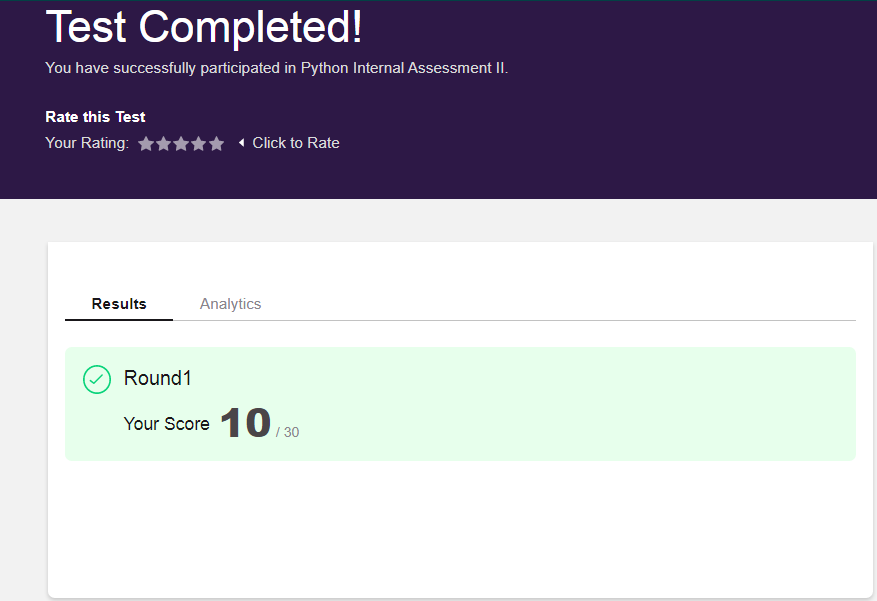 Test Completed!
You have successfully participated in Python Internal Assessment II.
Rate this Test
Your Rating: Click to Rate
Results Analytics
Round1
Your Score 10 / 30